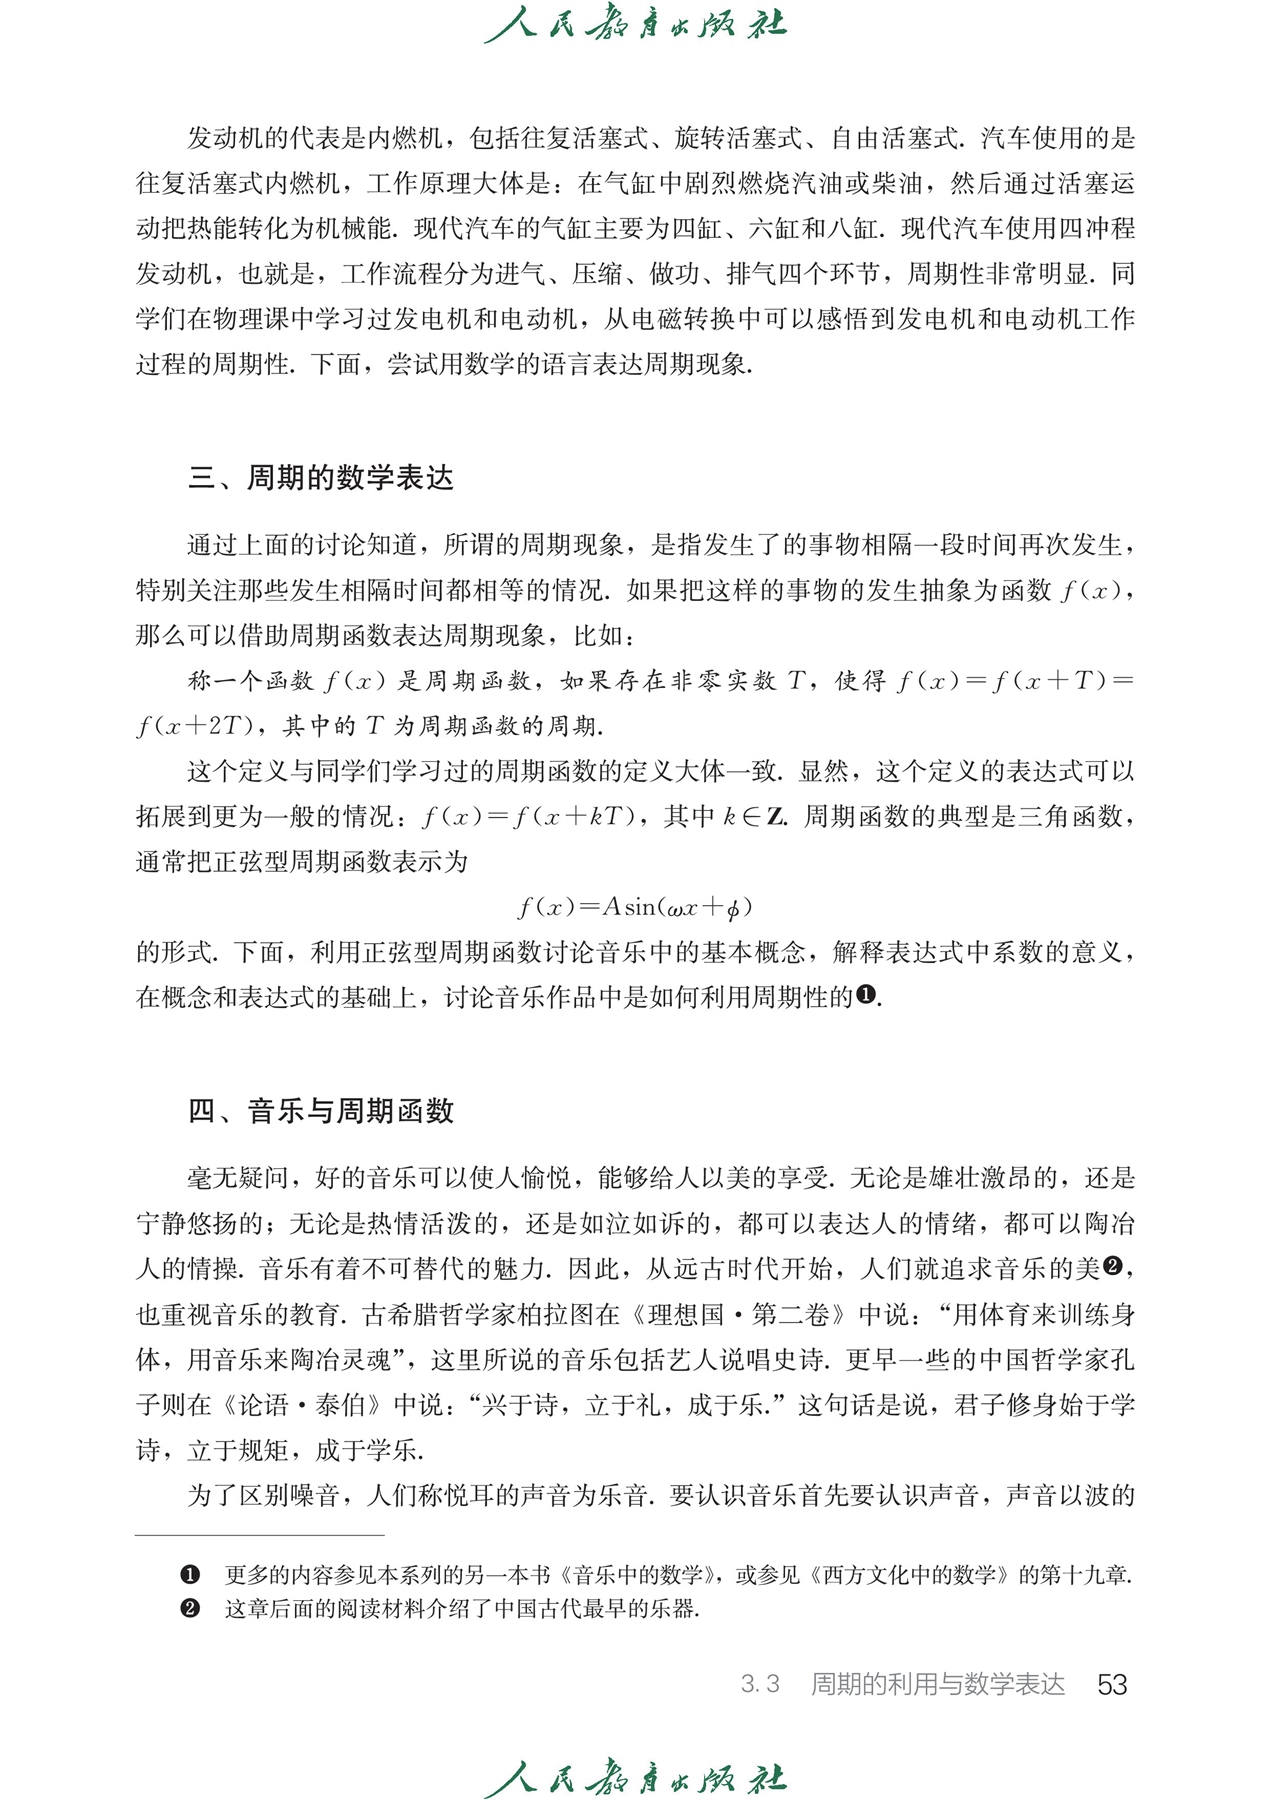 人民教育出版社
发动机的代表是内燃机，包括往复活塞式、旋转活塞式、自由活塞式．汽车使用的是
往复活塞式内燃机，工作原理大体是：在气缸中剧烈燃烧汽油或柴油，然后通过活塞运
动把热能转化为机械能．现代汽车的气缸主要为四缸、六缸和八缸．现代汽车使用四冲程
发动机，也就是，工作流程分为进气、压缩、做功、排气四个环节，周期性非常明显．同
学们在物理课中学习过发电机和电动机，从电磁转换中可以感悟到发电机和电动机工作
过程的周期性．下面，尝试用数学的语言表达周期现象．
三、周期的数学表达
通过上面的讨论知道，所谓的周期现象，是指发生了的事物相隔一段时间再次发生，
特别关注那些发生相隔时间都相等的情况．如果把这样的事物的发生抽象为函数 f(x)，
那么可以借助周期函数表达周期现象，比如：
称一个函数 f(x) 是周期函数，如果存在非零实数 T，使得 f(x)=f(x+T)=
f(x+2T)，其中的 T 为周期函数的周期．
这个定义与同学们学习过的周期函数的定义大体一致．显然，这个定义的表达式可以
拓展到更为一般的情况：f(x)=f(x+kT)，其中 k∈Z．周期函数的典型是三角函数，
通常把正弦型周期函数表示为
f(x)=Asin(ωx+ϕ)
的形式．下面，利用正弦型周期函数讨论音乐中的基本概念，解释表达式中系数的意义，
在概念和表达式的基础上，讨论音乐作品中是如何利用周期性的❶．
四、音乐与周期函数
毫无疑问，好的音乐可以使人愉悦，能够给人以美的享受．无论是雄壮激昂的，还是
宁静悠扬的；无论是热情活泼的，还是如泣如诉的，都可以表达人的情绪，都可以陶冶
人的情操．音乐有着不可替代的魅力．因此，从远古时代开始，人们就追求音乐的美❷，
也重视音乐的教育．古希腊哲学家柏拉图在《理想国·第二卷》中说：“用体育来训练身
体，用音乐来陶冶灵魂”，这里所说的音乐包括艺人说唱史诗．更早一些的中国哲学家孔
子则在《论语·泰伯》中说：“兴于诗，立于礼，成于乐．”这句话是说，君子修身始于学
诗，立于规矩，成于学乐．
为了区别噪音，人们称悦耳的声音为乐音．要认识音乐首先要认识声音，声音以波的
❶ 更多的内容参见本系列的另一本书《音乐中的数学》，或参见《西方文化中的数学》的第十九章．
❷ 这章后面的阅读材料介绍了中国古代最早的乐器．
3.3 周期的利用与数学表达 53
人民教育出版社